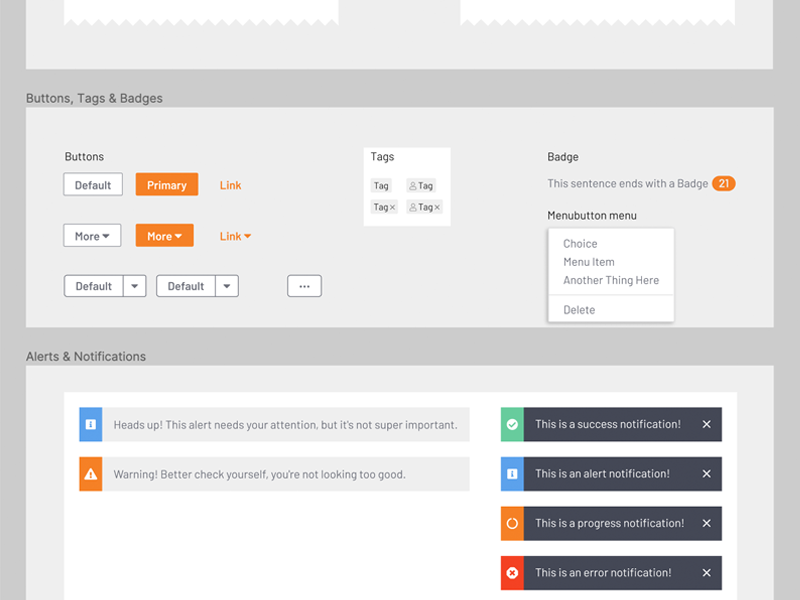 Buttons, Tags & Badges
Buttons
Default
Primary
Link
More
More
Link
Default
Default
...
Tags
Tag
Tag
Tag×
Tag×
Badge
This sentence ends with a Badge 21
Menubutton menu
Choice
Menu Item
Another Thing Here
Delete
Alerts & Notifications
Heads up! This alert needs your attention, but it's not super important.
Warning! Better check yourself, you're not looking too good.
This is a success notification! ×
This is an alert notification! ×
This is a progress notification! ×
This is an error notification! ×